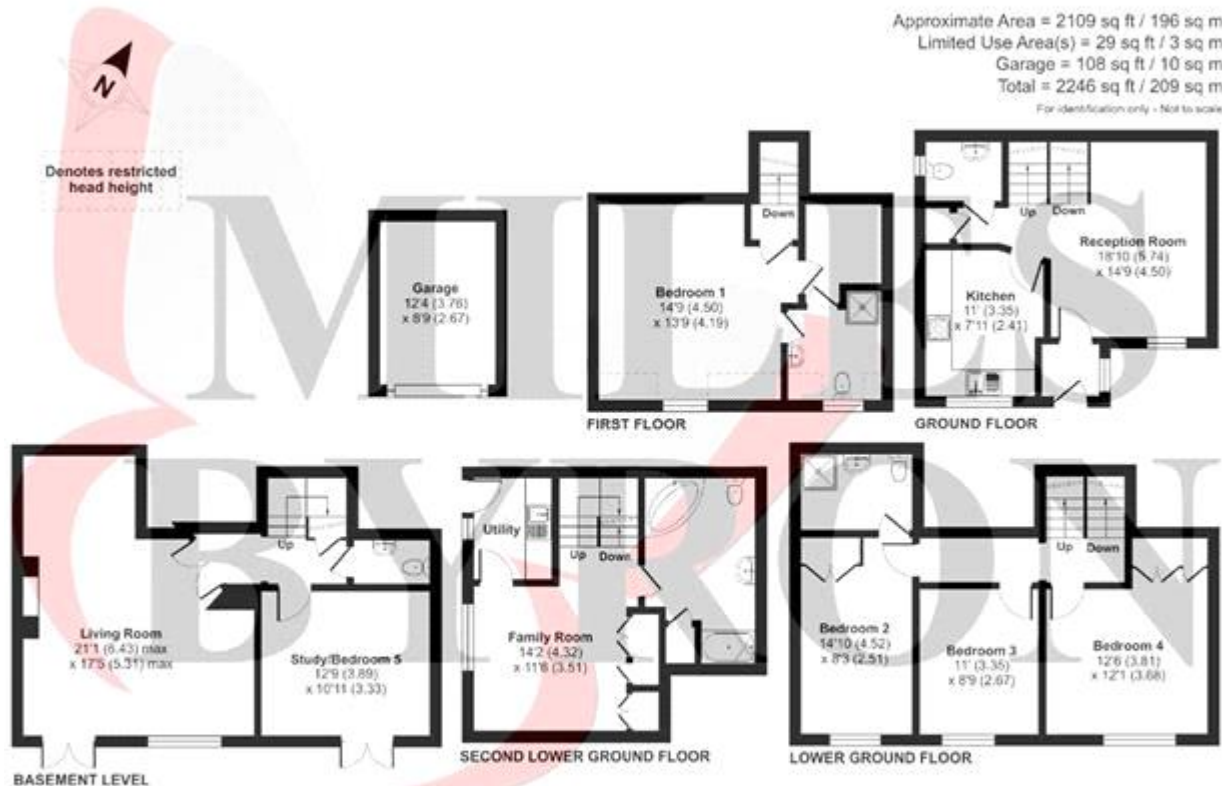 Approximate Area = 2109 sq ft / 196 sq m
Limited Use Area(s) = 29 sq ft / 3 sq m
Garage = 108 sq ft / 10 sq m
Total = 2246 sq ft / 209 sq m
For identification only - Not to scale
N
Denotes restricted
head height
MILES
BYRON
Garage
12'4 (3.76)
x 8'9 (2.67)
Down
Bedroom 1
14'9 (4.50)
x 13'9 (4.19)
FIRST FLOOR
Up
Down
Reception Room
18'10 (5.74)
x 14'9 (4.50)
Kitchen
11' (3.35)
x 7'11 (2.41)
GROUND FLOOR
Up
Living Room
21'1 (6.43) max
x 17'5 (5.31) max
Study/Bedroom 5
12'9 (3.89)
x 10'11 (3.33)
BASEMENT LEVEL
Utility
Up
Down
Family Room
14'2 (4.32)
x 11'6 (3.51)
SECOND LOWER GROUND FLOOR
Up
Down
Bedroom 2
14'10 (4.52)
x 8'3 (2.51)
Bedroom 3
11' (3.35)
x 8'9 (2.67)
Bedroom 4
12'6 (3.81)
x 12'1 (3.68)
LOWER GROUND FLOOR